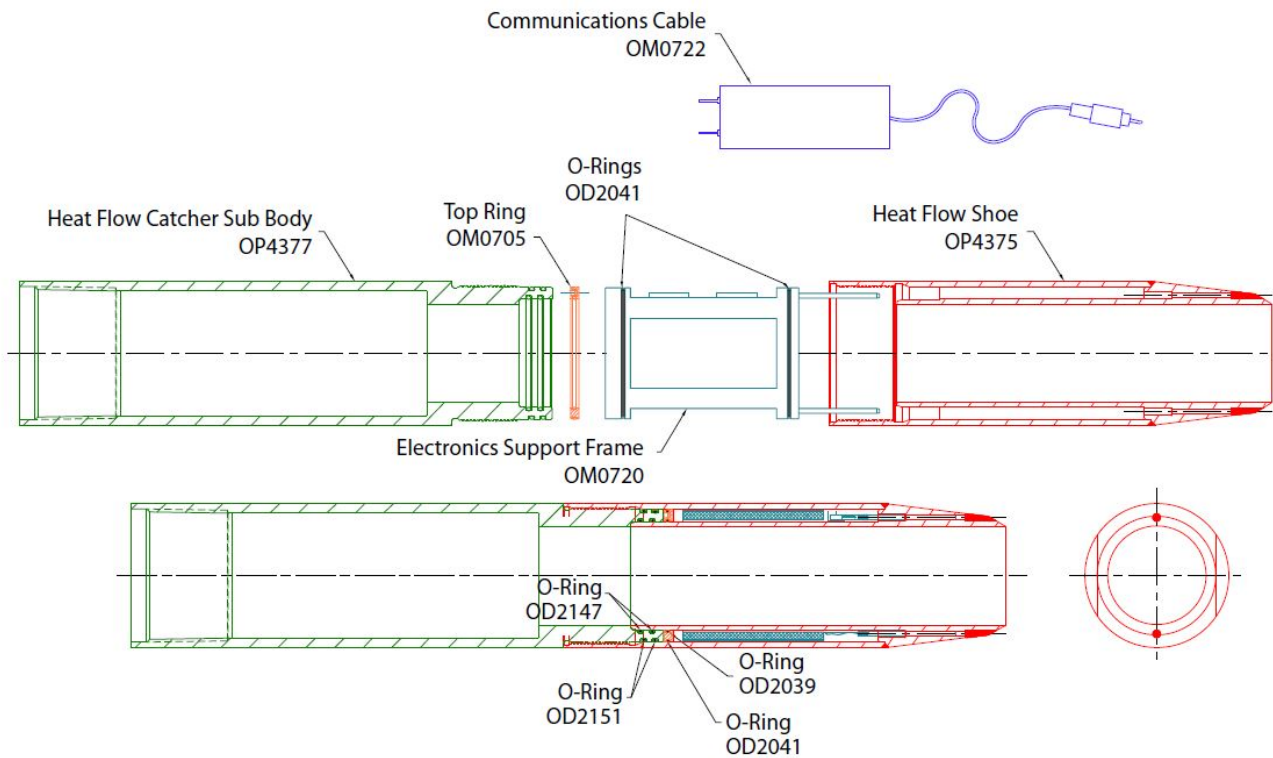 Communications Cable
OM0722
O-Rings
OD2041
Heat Flow Catcher Sub Body
OP4377
Top Ring
OM0705
Heat Flow Shoe
OP4375
Electronics Support Frame
OM0720
O-Ring
OD2147
O-Ring
OD2039
O-Ring
OD2151
O-Ring
OD2041